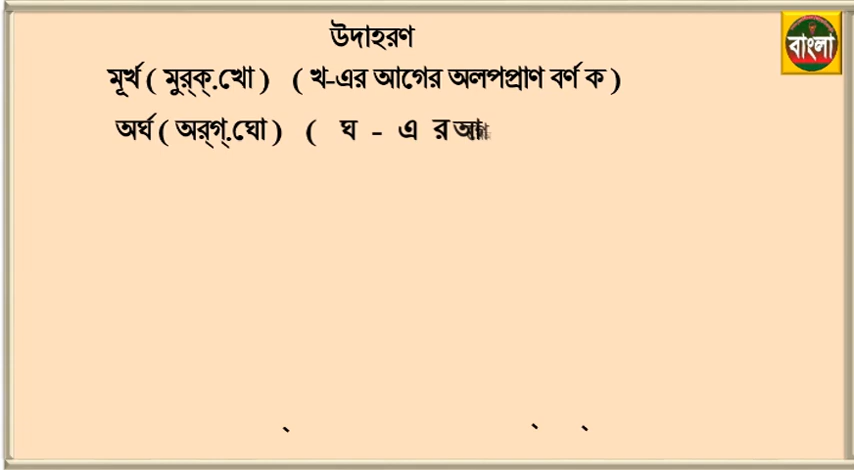 উদাহরণ
বাংলা
মূর্খ ( মুর্‌ক্‌.খো ) ( খ-এর আগের অলপপ্রাণ বর্ণ ক )
অর্ঘ ( অর্‌গ্‌.ঘো ) ( ঘ - এ র